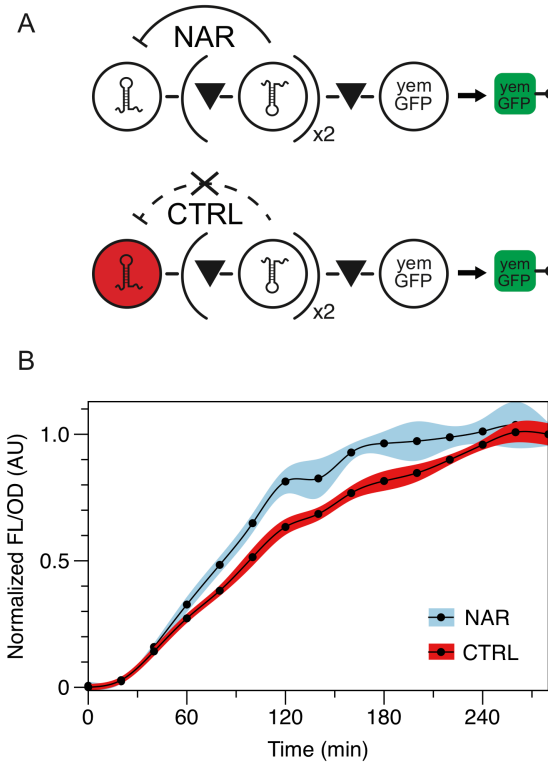 A
NAR
yem
GFP
yem
GFP
x2
CTRL
yem
GFP
yem
GFP
x2
B
Normalized FL/OD (AU)
1.0
0.5
0
NAR
CTRL
0 60 120 180 240
Time (min)